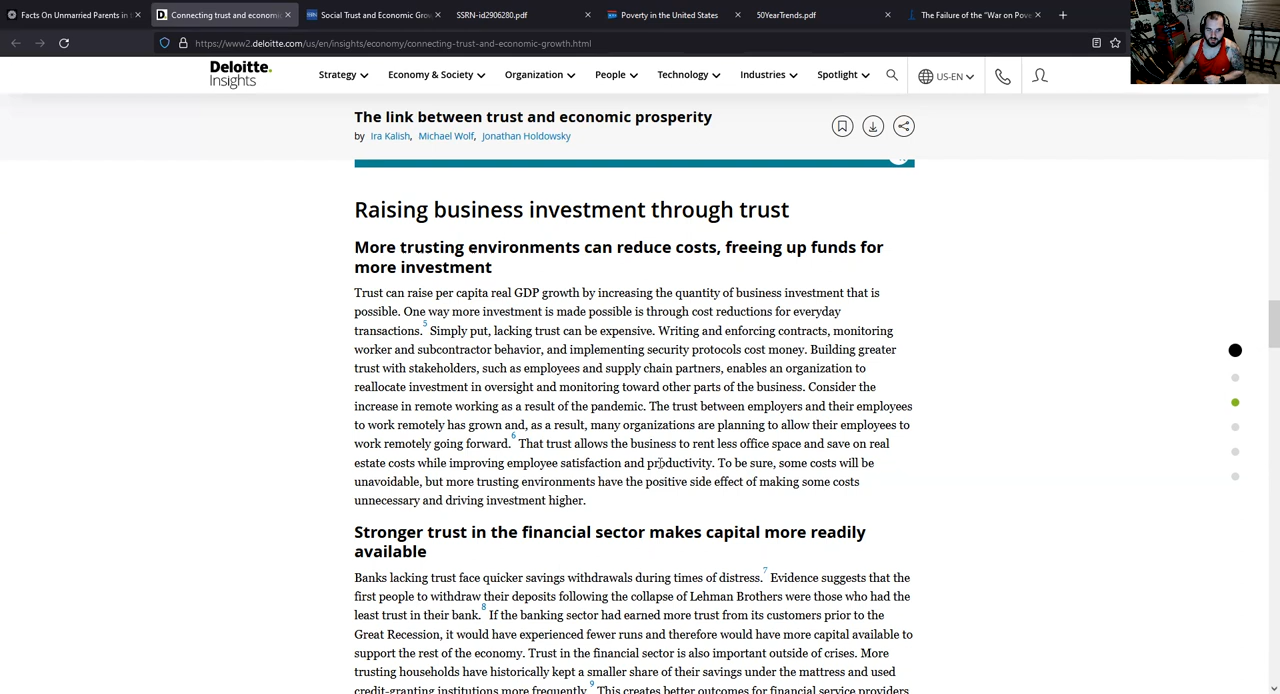 Facts On Unmarried Parents in t
Connecting trust and economi
Social Trust and Economic Grow
SSRN-id2906280.pdf
Poverty in the United States
50YearTrends.pdf
The Failure of the "War on Pove
https://www2.deloitte.com/us/en/insights/economy/connecting-trust-and-economic-growth.html
Deloitte.
Insights
Strategy
Economy & Society
Organization
People
Technology
Industries
Spotlight
US-EN
The link between trust and economic prosperity
by Ira Kalish, Michael Wolf, Jonathan Holdowsky
Raising business investment through trust
More trusting environments can reduce costs, freeing up funds for
more investment
Trust can raise per capita real GDP growth by increasing the quantity of business investment that is
possible. One way more investment is made possible is through cost reductions for everyday
transactions.5 Simply put, lacking trust can be expensive. Writing and enforcing contracts, monitoring
worker and subcontractor behavior, and implementing security protocols cost money. Building greater
trust with stakeholders, such as employees and supply chain partners, enables an organization to
reallocate investment in oversight and monitoring toward other parts of the business. Consider the
increase in remote working as a result of the pandemic. The trust between employers and their employees
to work remotely has grown and, as a result, many organizations are planning to allow their employees to
work remotely going forward.6 That trust allows the business to rent less office space and save on real
estate costs while improving employee satisfaction and productivity. To be sure, some costs will be
unavoidable, but more trusting environments have the positive side effect of making some costs
unnecessary and driving investment higher.
Stronger trust in the financial sector makes capital more readily
available
Banks lacking trust face quicker savings withdrawals during times of distress.7 Evidence suggests that the
first people to withdraw their deposits following the collapse of Lehman Brothers were those who had the
least trust in their bank.8 If the banking sector had earned more trust from its customers prior to the
Great Recession, it would have experienced fewer runs and therefore would have more capital available to
support the rest of the economy. Trust in the financial sector is also important outside of crises. More
trusting households have historically kept a smaller share of their savings under the mattress and used
credit-granting institutions more frequently.9 This creates better outcomes for financial service providers